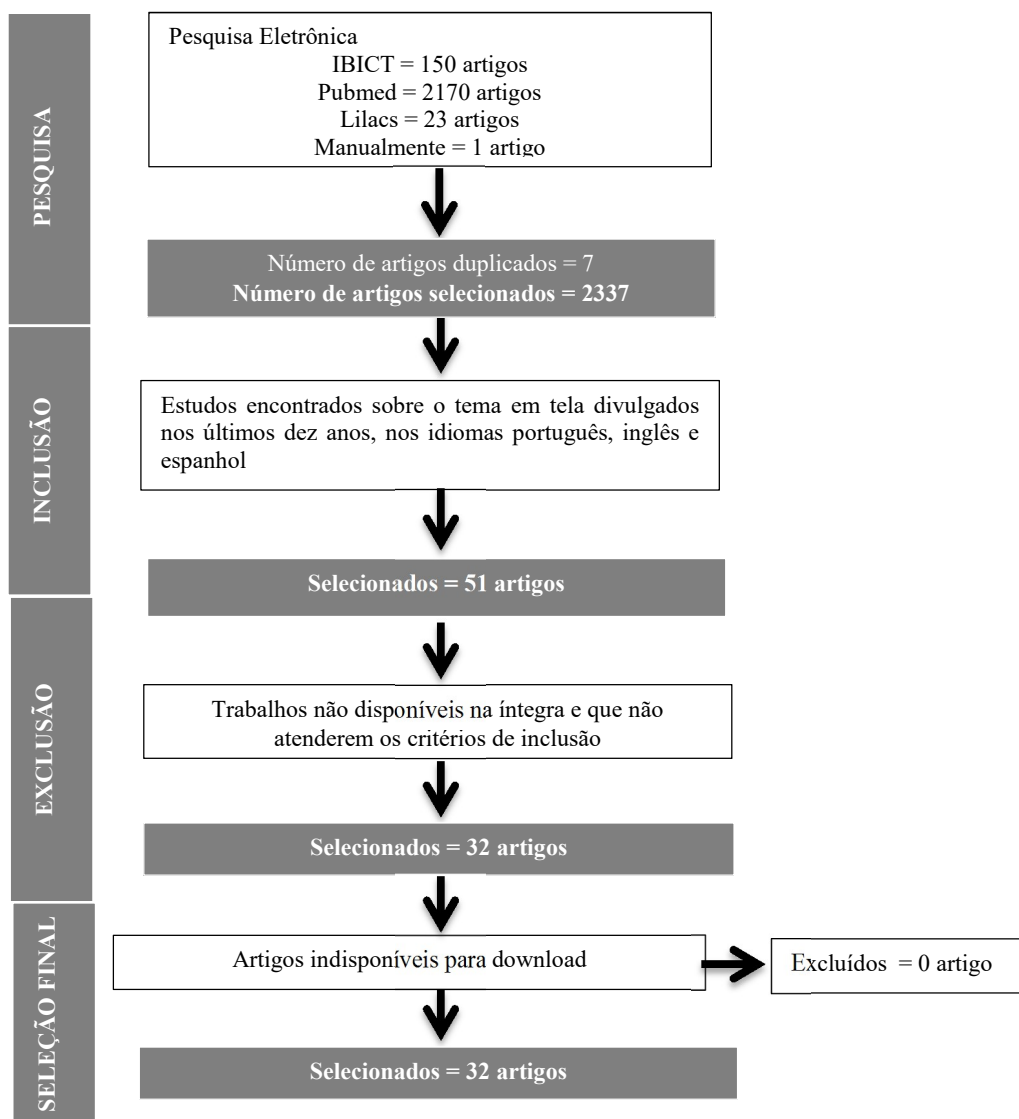 PESQUISA
Pesquisa Eletrônica
IBICT = 150 artigos
Pubmed = 2170 artigos
Lilacs = 23 artigos
Manualmente = 1 artigo
Número de artigos duplicados = 7
Número de artigos selecionados = 2337
INCLUSÃO
Estudos encontrados sobre o tema em tela divulgados
nos últimos dez anos, nos idiomas português, inglês e
espanhol
Selecionados = 51 artigos
EXCLUSÃO
Trabalhos não disponíveis na íntegra e que não
atenderem os critérios de inclusão
Selecionados = 32 artigos
SELEÇÃO FINAL
Artigos indisponíveis para download
Excluídos = 0 artigo
Selecionados = 32 artigos